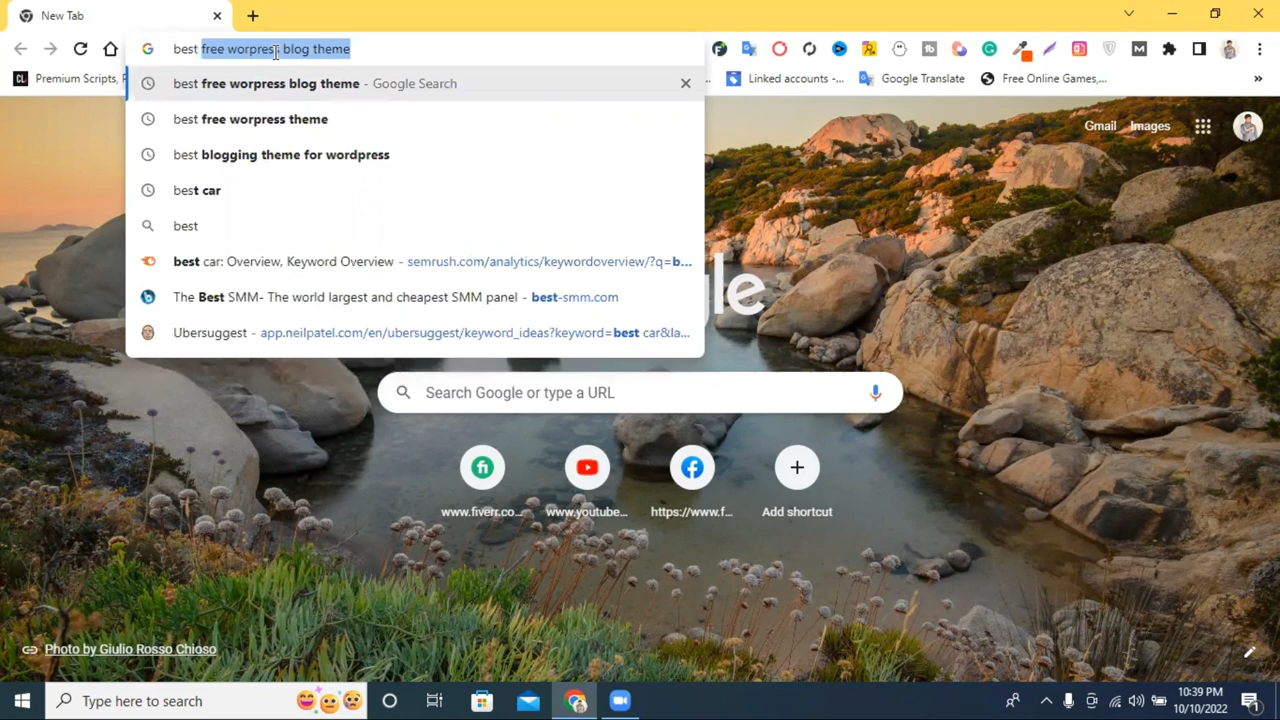 New Tab
best free worpress blog theme
Premium Scripts, P
Linked accounts -...
Google Translate
Free Online Games,...
best free worpress blog theme - Google Search
best free worpress theme
best blogging theme for wordpress
best car
best
best car: Overview, Keyword Overview - semrush.com/analytics/keywordoverview/?q=b...
The Best SMM- The world largest and cheapest SMM panel - best-smm.com
Ubersuggest - app.neilpatel.com/en/ubersuggest/keyword_ideas?keyword=best car&la...
Gmail Images
gle
Search Google or type a URL
www.fiverr.co...
www.youtube...
https://www.f...
Add shortcut
Photo by Giulio Rosso Chioso
Type here to search
10:39 PM
10/10/2022
1